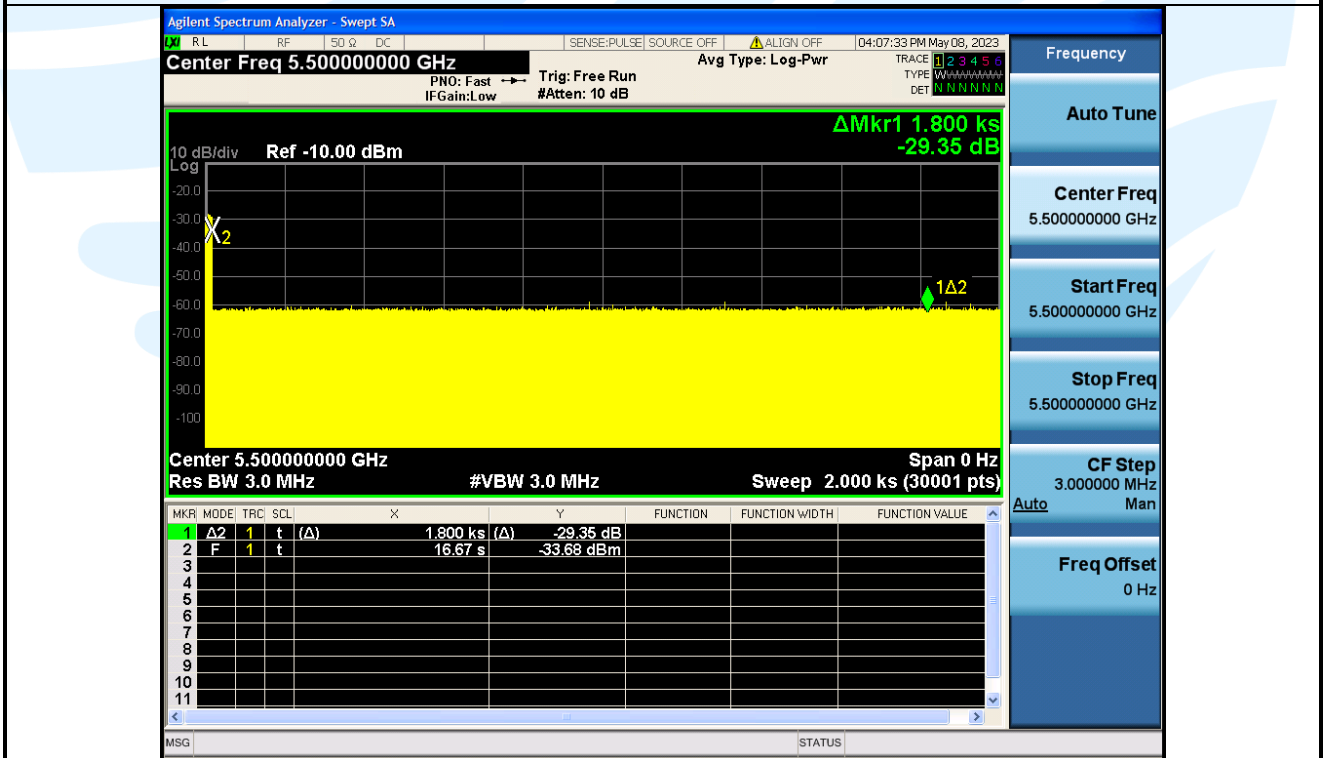 Agilent Spectrum Analyzer - Swept SA
LXI RL RF 50 Ω DC SENSE:PULSE SOURCE OFF ALIGN OFF 04:07:33 PM May 08, 2023
Center Freq 5.500000000 GHz
PNO: Fast
IFGain:Low
Trig: Free Run
#Atten: 10 dB
Avg Type: Log-Pwr
TRACE 1 2 3 4 5 6
TYPE
DET N N N N N N
ΔMkr1 1.800 ks
-29.35 dB
10 dB/div Ref -10.00 dBm
Log
-20.0
-30.0
-40.0
-50.0
-60.0
-70.0
-80.0
-90.0
-100
2
1Δ2
Center 5.500000000 GHz Span 0 Hz
Res BW 3.0 MHz #VBW 3.0 MHz Sweep 2.000 ks (30001 pts)
MKR MODE TRC SCL X Y FUNCTION FUNCTION WIDTH FUNCTION VALUE
1 Δ2 1 t (Δ) 1.800 ks (Δ) -29.35 dB
2 F 1 t 16.67 s -33.68 dBm
3
4
5
6
7
8
9
10
11
MSG STATUS
Frequency
Auto Tune
Center Freq
5.500000000 GHz
Start Freq
5.500000000 GHz
Stop Freq
5.500000000 GHz
CF Step
3.000000 MHz
Auto Man
Freq Offset
0 Hz